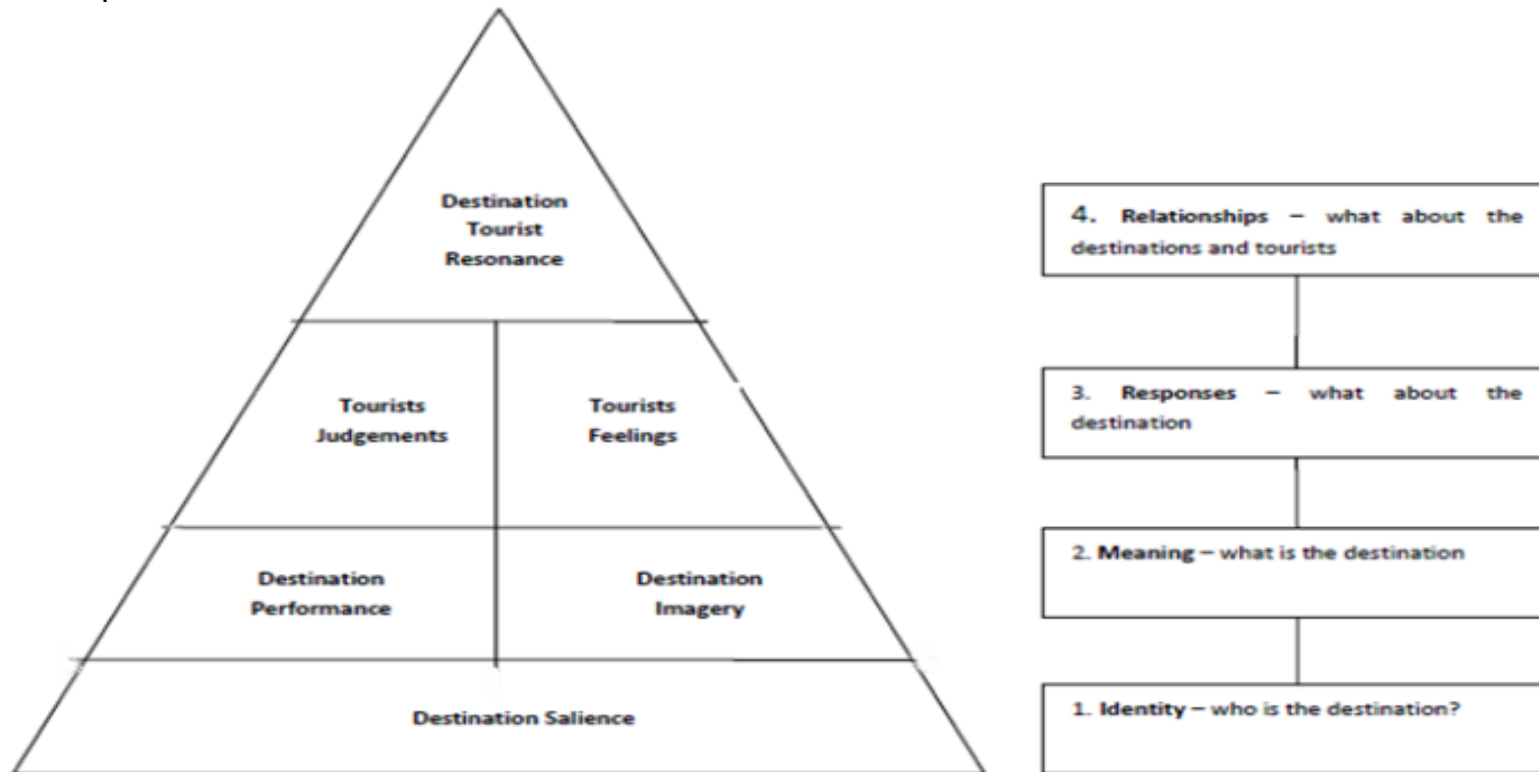 Destination
Tourist
Resonance
Tourists
Judgements
Tourists
Feelings
Destination
Performance
Destination
Imagery
Destination Salience
4. Relationships – what about the
destinations and tourists
3. Responses – what about the
destination
2. Meaning – what is the destination
1. Identity – who is the destination?